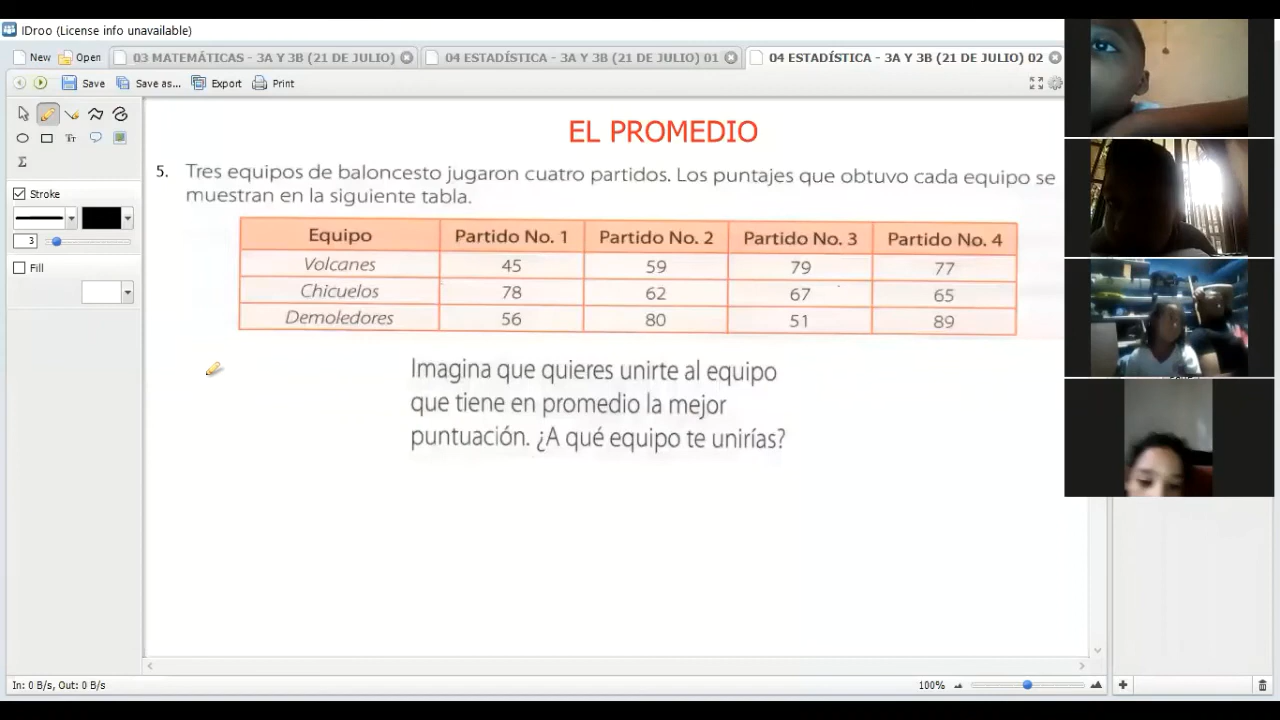 IDroo (License info unavailable)
New Open 03 MATEMÁTICAS - 3A Y 3B (21 DE JULIO) 04 ESTADÍSTICA - 3A Y 3B (21 DE JULIO) 01 04 ESTADÍSTICA - 3A Y 3B (21 DE JULIO) 02
Save Save as... Export Print
Tт
Σ
Stroke
3
Fill
EL PROMEDIO
5. Tres equipos de baloncesto jugaron cuatro partidos. Los puntajes que obtuvo cada equipo se
muestran en la siguiente tabla.
Equipo Partido No. 1 Partido No. 2 Partido No. 3 Partido No. 4
Volcanes 45 59 79 77
Chicuelos 78 62 67 65
Demoledores 56 80 51 89
Imagina que quieres unirte al equipo
que tiene en promedio la mejor
puntuación. ¿A qué equipo te unirías?
In: 0 B/s, Out: 0 B/s 100%